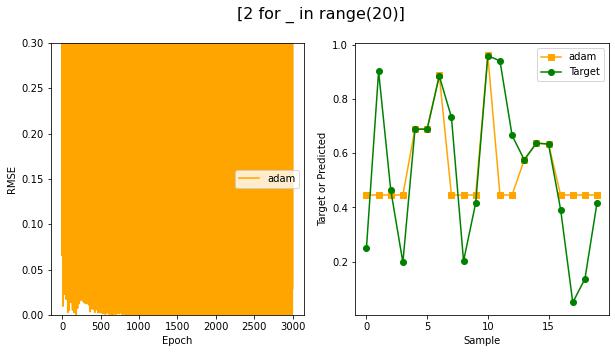 [2 for _ in range(20)]
RMSE
0.30
0.25
0.20
0.15
0.10
0.05
0.00
0 500 1000 1500 2000 2500 3000
Epoch
adam
Target or Predicted
1.0
0.8
0.6
0.4
0.2
0 5 10 15
Sample
adam
Target